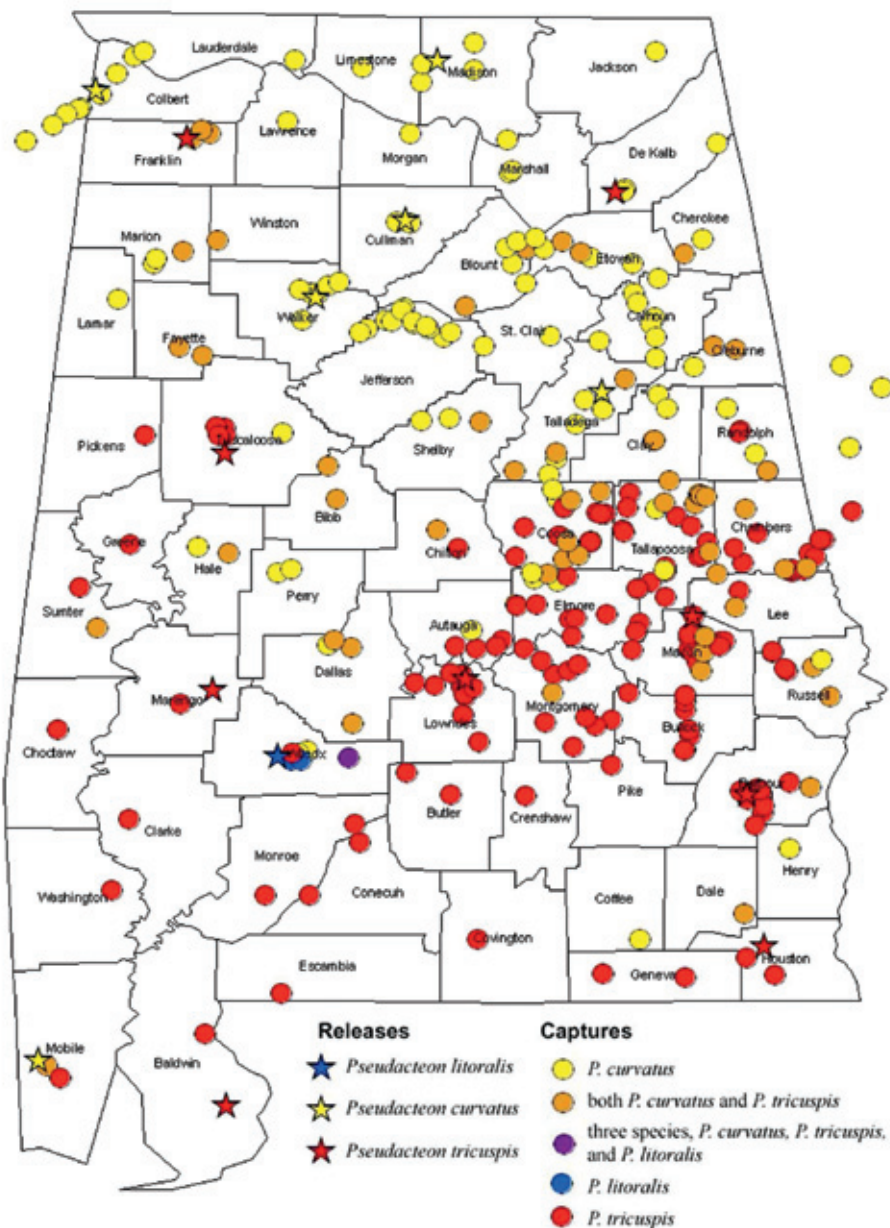 Lauderdale
Limestone
Madison
Jackson
Colbert
Lawrence
Franklin
Morgan
Marshall
De Kalb
Cherokee
Marion
Winston
Cullman
Blount
Etowah
Lamar
Walker
St. Clair
Calhoun
Fayette
Cleburne
Jefferson
Talladega
Pickens
Tuscaloosa
Shelby
Clay
Randolph
Bibb
Greene
Hale
Chilton
Coosa
Tallapoosa
Chambers
Perry
Sumter
Elmore
Lee
Autauga
Dallas
Macon
Marengo
Russell
Choctaw
Lowndes
Montgomery
Bullock
Pike
Butler
Crenshaw
Clarke
Monroe
Henry
Washington
Conecuh
Coffee
Dale
Covington
Escambia
Geneva
Houston
Mobile
Baldwin
Releases
Pseudacteon litoralis
Pseudacteon curvatus
Pseudacteon tricuspis
Captures
P. curvatus
both P. curvatus and P. tricuspis
three species, P. curvatus, P. tricuspis,
and P. litoralis
P. litoralis
P. tricuspis